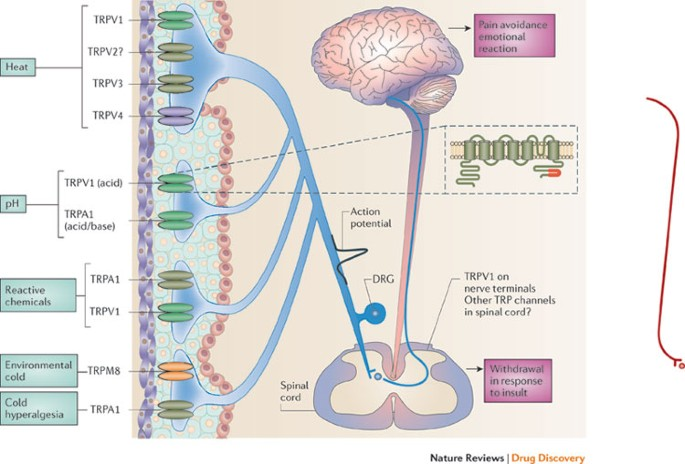 Heat
TRPV1
TRPV2?
TRPV3
TRPV4
pH
TRPV1 (acid)
TRPA1
(acid/base)
Reactive
chemicals
TRPA1
TRPV1
Environmental
cold
TRPM8
Cold
hyperalgesia
TRPA1
Pain avoidance
emotional
reaction
Action
potential
DRG
TRPV1 on
nerve terminals
Other TRP channels
in spinal cord?
Spinal
cord
Withdrawal
in response
to insult
Nature Reviews | Drug Discovery